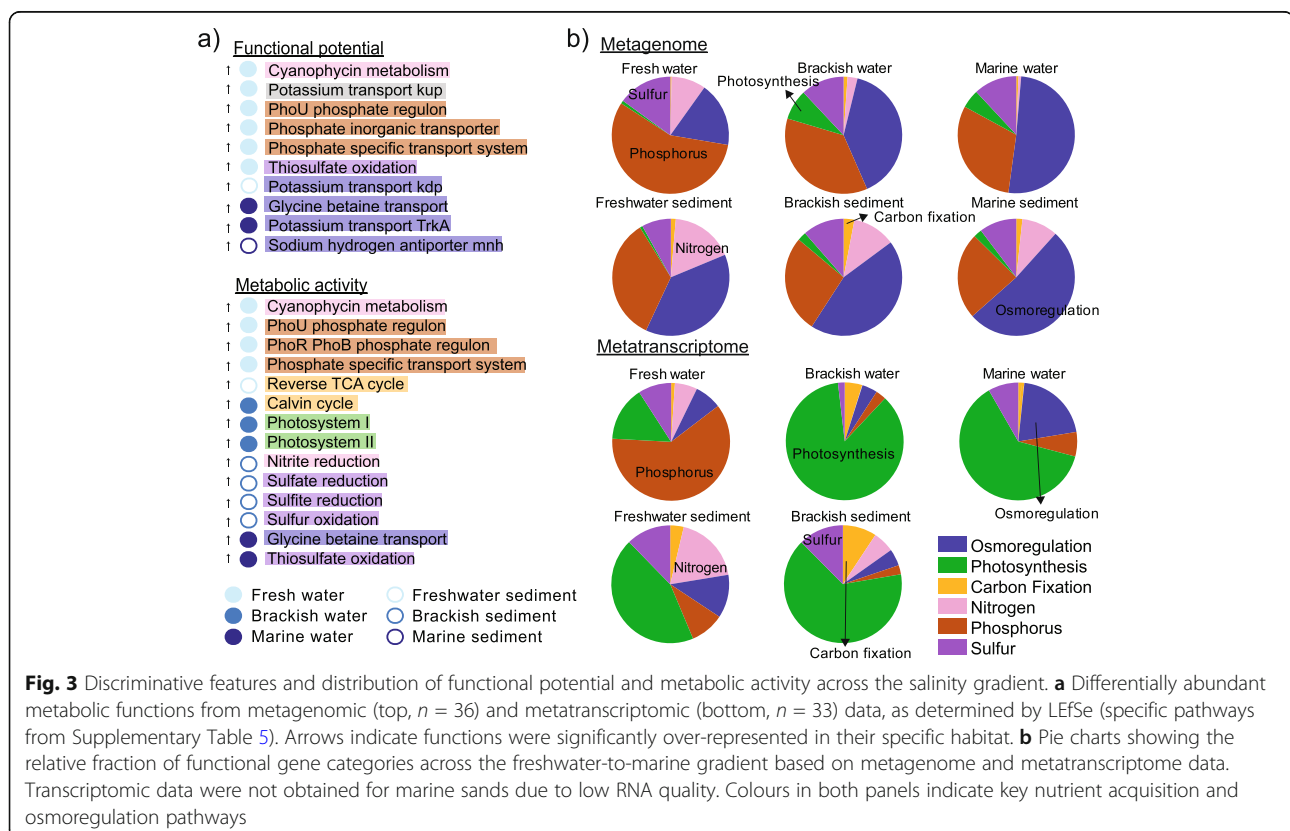 a)
Functional potential
↑ Cyanophycin metabolism
↑ Potassium transport kup
↑ PhoU phosphate regulon
↑ Phosphate inorganic transporter
↑ Phosphate specific transport system
↑ Thiosulfate oxidation
↑ Potassium transport kdp
↑ Glycine betaine transport
↑ Potassium transport TrkA
↑ Sodium hydrogen antiporter mnh
Metabolic activity
↑ Cyanophycin metabolism
↑ PhoU phosphate regulon
↑ PhoR PhoB phosphate regulon
↑ Phosphate specific transport system
↑ Reverse TCA cycle
↑ Calvin cycle
↑ Photosystem I
↑ Photosystem II
↑ Nitrite reduction
↑ Sulfate reduction
↑ Sulfite reduction
↑ Sulfur oxidation
↑ Glycine betaine transport
↑ Thiosulfate oxidation
Fresh water
Freshwater sediment
Brackish water
Brackish sediment
Marine water
Marine sediment
b)
Metagenome
Fresh water
Brackish water
Marine water
Photosynthesis
Sulfur
Phosphorus
Freshwater sediment
Brackish sediment
Marine sediment
Carbon fixation
Nitrogen
Osmoregulation
Metatranscriptome
Fresh water
Brackish water
Marine water
Photosynthesis
Phosphorus
Osmoregulation
Freshwater sediment
Brackish sediment
Sulfur
Nitrogen
Carbon fixation
Osmoregulation
Photosynthesis
Carbon Fixation
Nitrogen
Phosphorus
Sulfur
Fig. 3 Discriminative features and distribution of functional potential and metabolic activity across the salinity gradient. a Differentially abundant
metabolic functions from metagenomic (top, n = 36) and metatranscriptomic (bottom, n = 33) data, as determined by LEfSe (specific pathways
from Supplementary Table 5). Arrows indicate functions were significantly over-represented in their specific habitat. b Pie charts showing the
relative fraction of functional gene categories across the freshwater-to-marine gradient based on metagenome and metatranscriptome data.
Transcriptomic data were not obtained for marine sands due to low RNA quality. Colours in both panels indicate key nutrient acquisition and
osmoregulation pathways